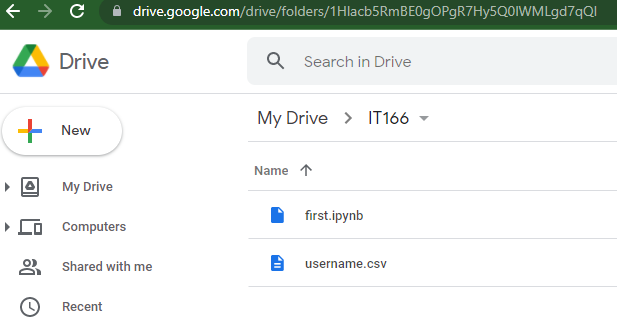 drive.google.com/drive/folders/1HIacb5RmBE0gOPgR7Hy5Q0IWMLgd7qQI
Drive
Search in Drive
New
My Drive > IT166
Name
My Drive
first.ipynb
Computers
username.csv
Shared with me
Recent